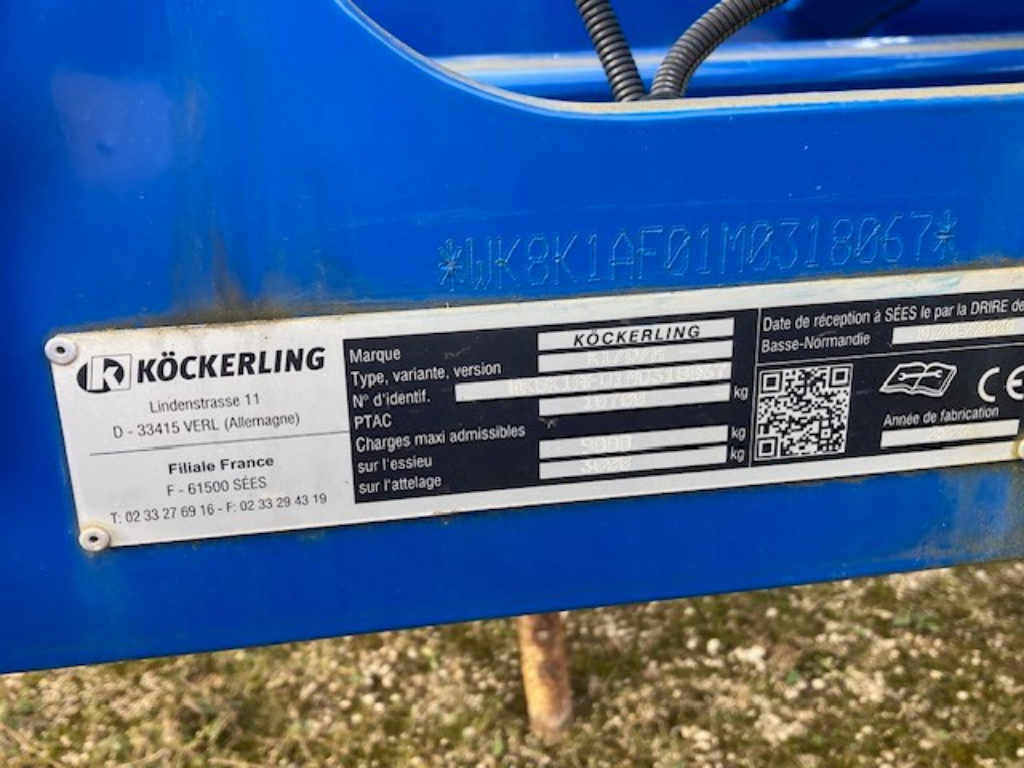 *WK8K1AF01M0318067*
KÖCKERLING
Lindenstrasse 11
D - 33415 VERL (Allemagne)
Filiale France
F - 61500 SÉES
T: 02 33 27 69 16 - F: 02 33 29 43 19
Marque KÖCKERLING
Type, variante, version
N° d'identif.
PTAC kg
Charges maxi admissibles
sur l'essieu kg
sur l'attelage 3000 kg
Date de réception à SÉES le par la DRIRE de
Basse-Normandie
CE
Année de fabrication